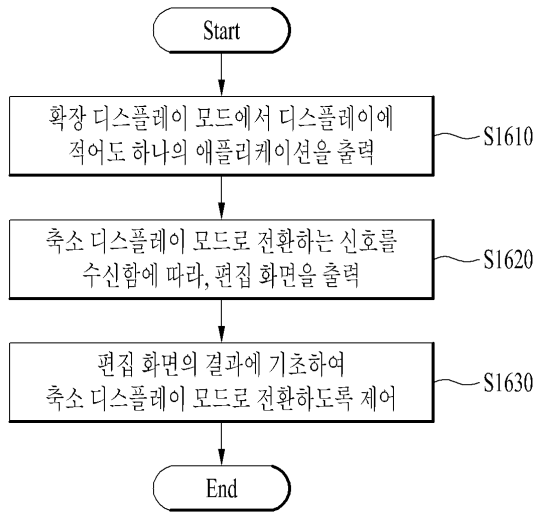 Start
확장 디스플레이 모드에서 디스플레이에
적어도 하나의 애플리케이션을 출력
S1610
축소 디스플레이 모드로 전환하는 신호를
수신함에 따라, 편집 화면을 출력
S1620
편집 화면의 결과에 기초하여
축소 디스플레이 모드로 전환하도록 제어
S1630
End